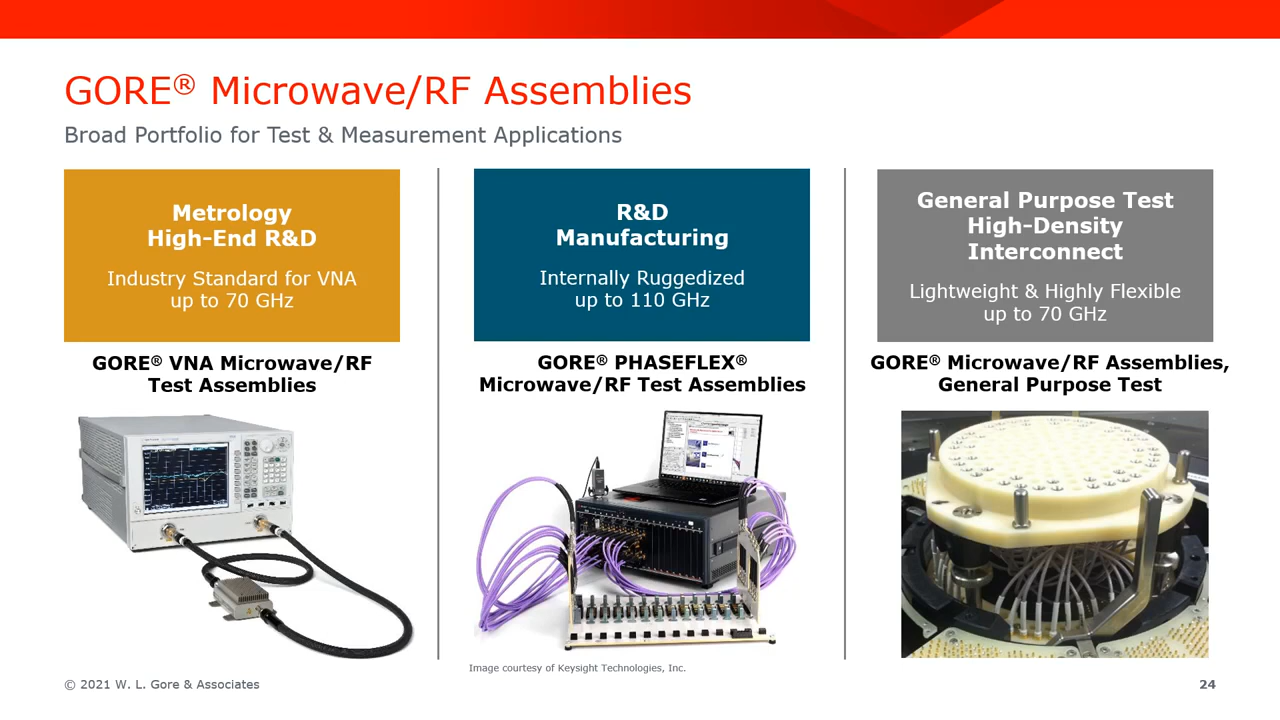 GORE® Microwave/RF Assemblies
Broad Portfolio for Test & Measurement Applications
Metrology
High-End R&D
Industry Standard for VNA
up to 70 GHz
GORE® VNA Microwave/RF
Test Assemblies
R&D
Manufacturing
Internally Ruggedized
up to 110 GHz
GORE® PHASEFLEX®
Microwave/RF Test Assemblies
Image courtesy of Keysight Technologies, Inc.
General Purpose Test
High-Density
Interconnect
Lightweight & Highly Flexible
up to 70 GHz
GORE® Microwave/RF Assemblies,
General Purpose Test
© 2021 W. L. Gore & Associates
24